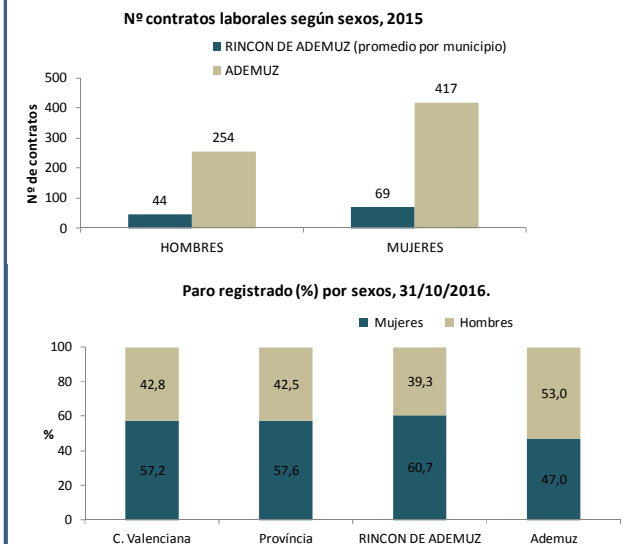 Nº contratos laborales según sexos, 2015
RINCON DE ADEMUZ (promedio por municipio)
ADEMUZ
Nº de contratos
500
400
300
200
100
0
44
254
69
417
HOMBRES
MUJERES
Paro registrado (%) por sexos, 31/10/2016.
Mujeres Hombres
%
100
80
60
40
20
0
42,8 42,5 39,3 53,0
57,2 57,6 60,7 47,0
C. Valenciana Província RINCON DE ADEMUZ Ademuz